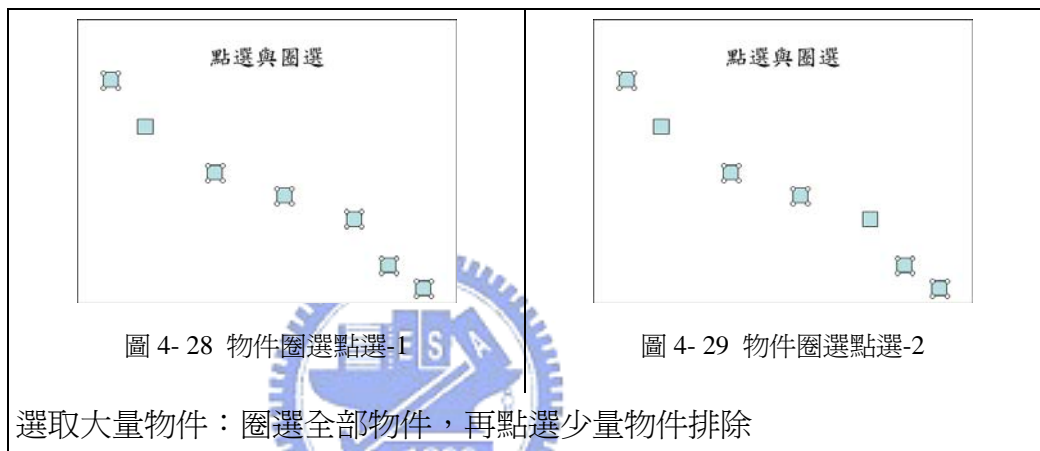 點選與圈選
點選與圈選
圖 4- 28 物件圈選點選-1
圖 4- 29 物件圈選點選-2
選取大量物件：圈選全部物件，再點選少量物件排除